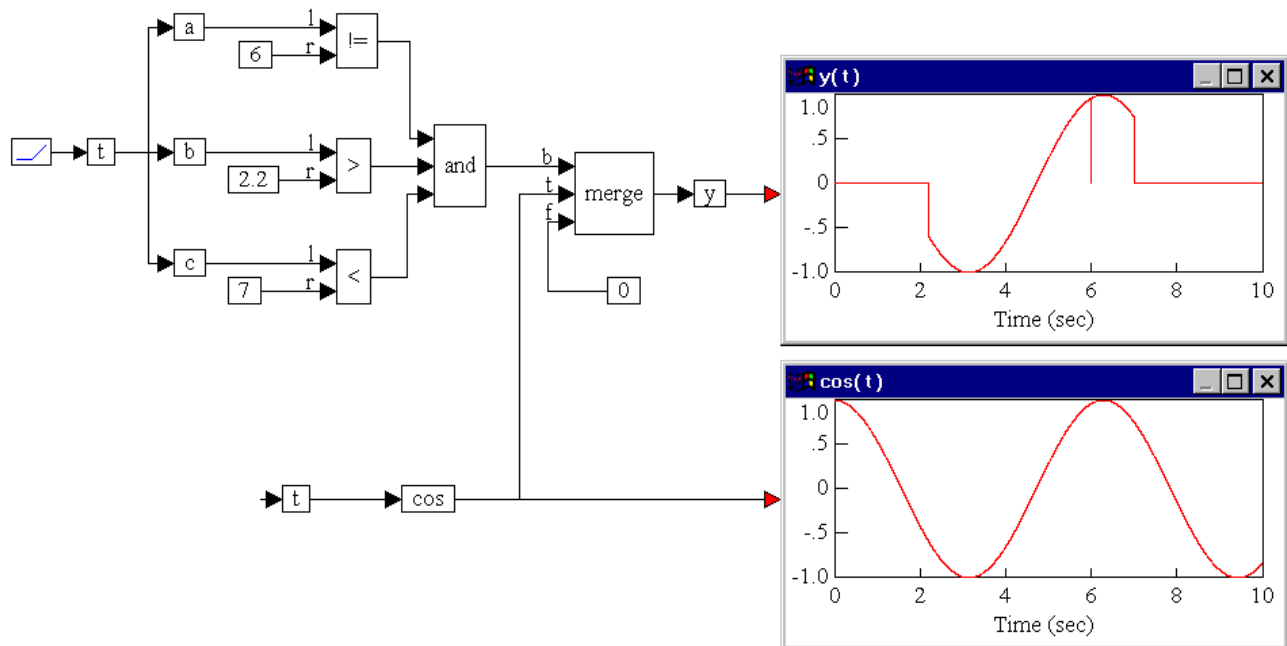 a
l
r
!=
6
t
b
l
r
>
2.2
and
c
l
r
<
7
b
t
f
merge
y
0
t
cos
y(t)
1.0
.5
0
-.5
-1.0
0 2 4 6 8 10
Time (sec)
cos(t)
1.0
.5
0
-.5
-1.0
0 2 4 6 8 10
Time (sec)